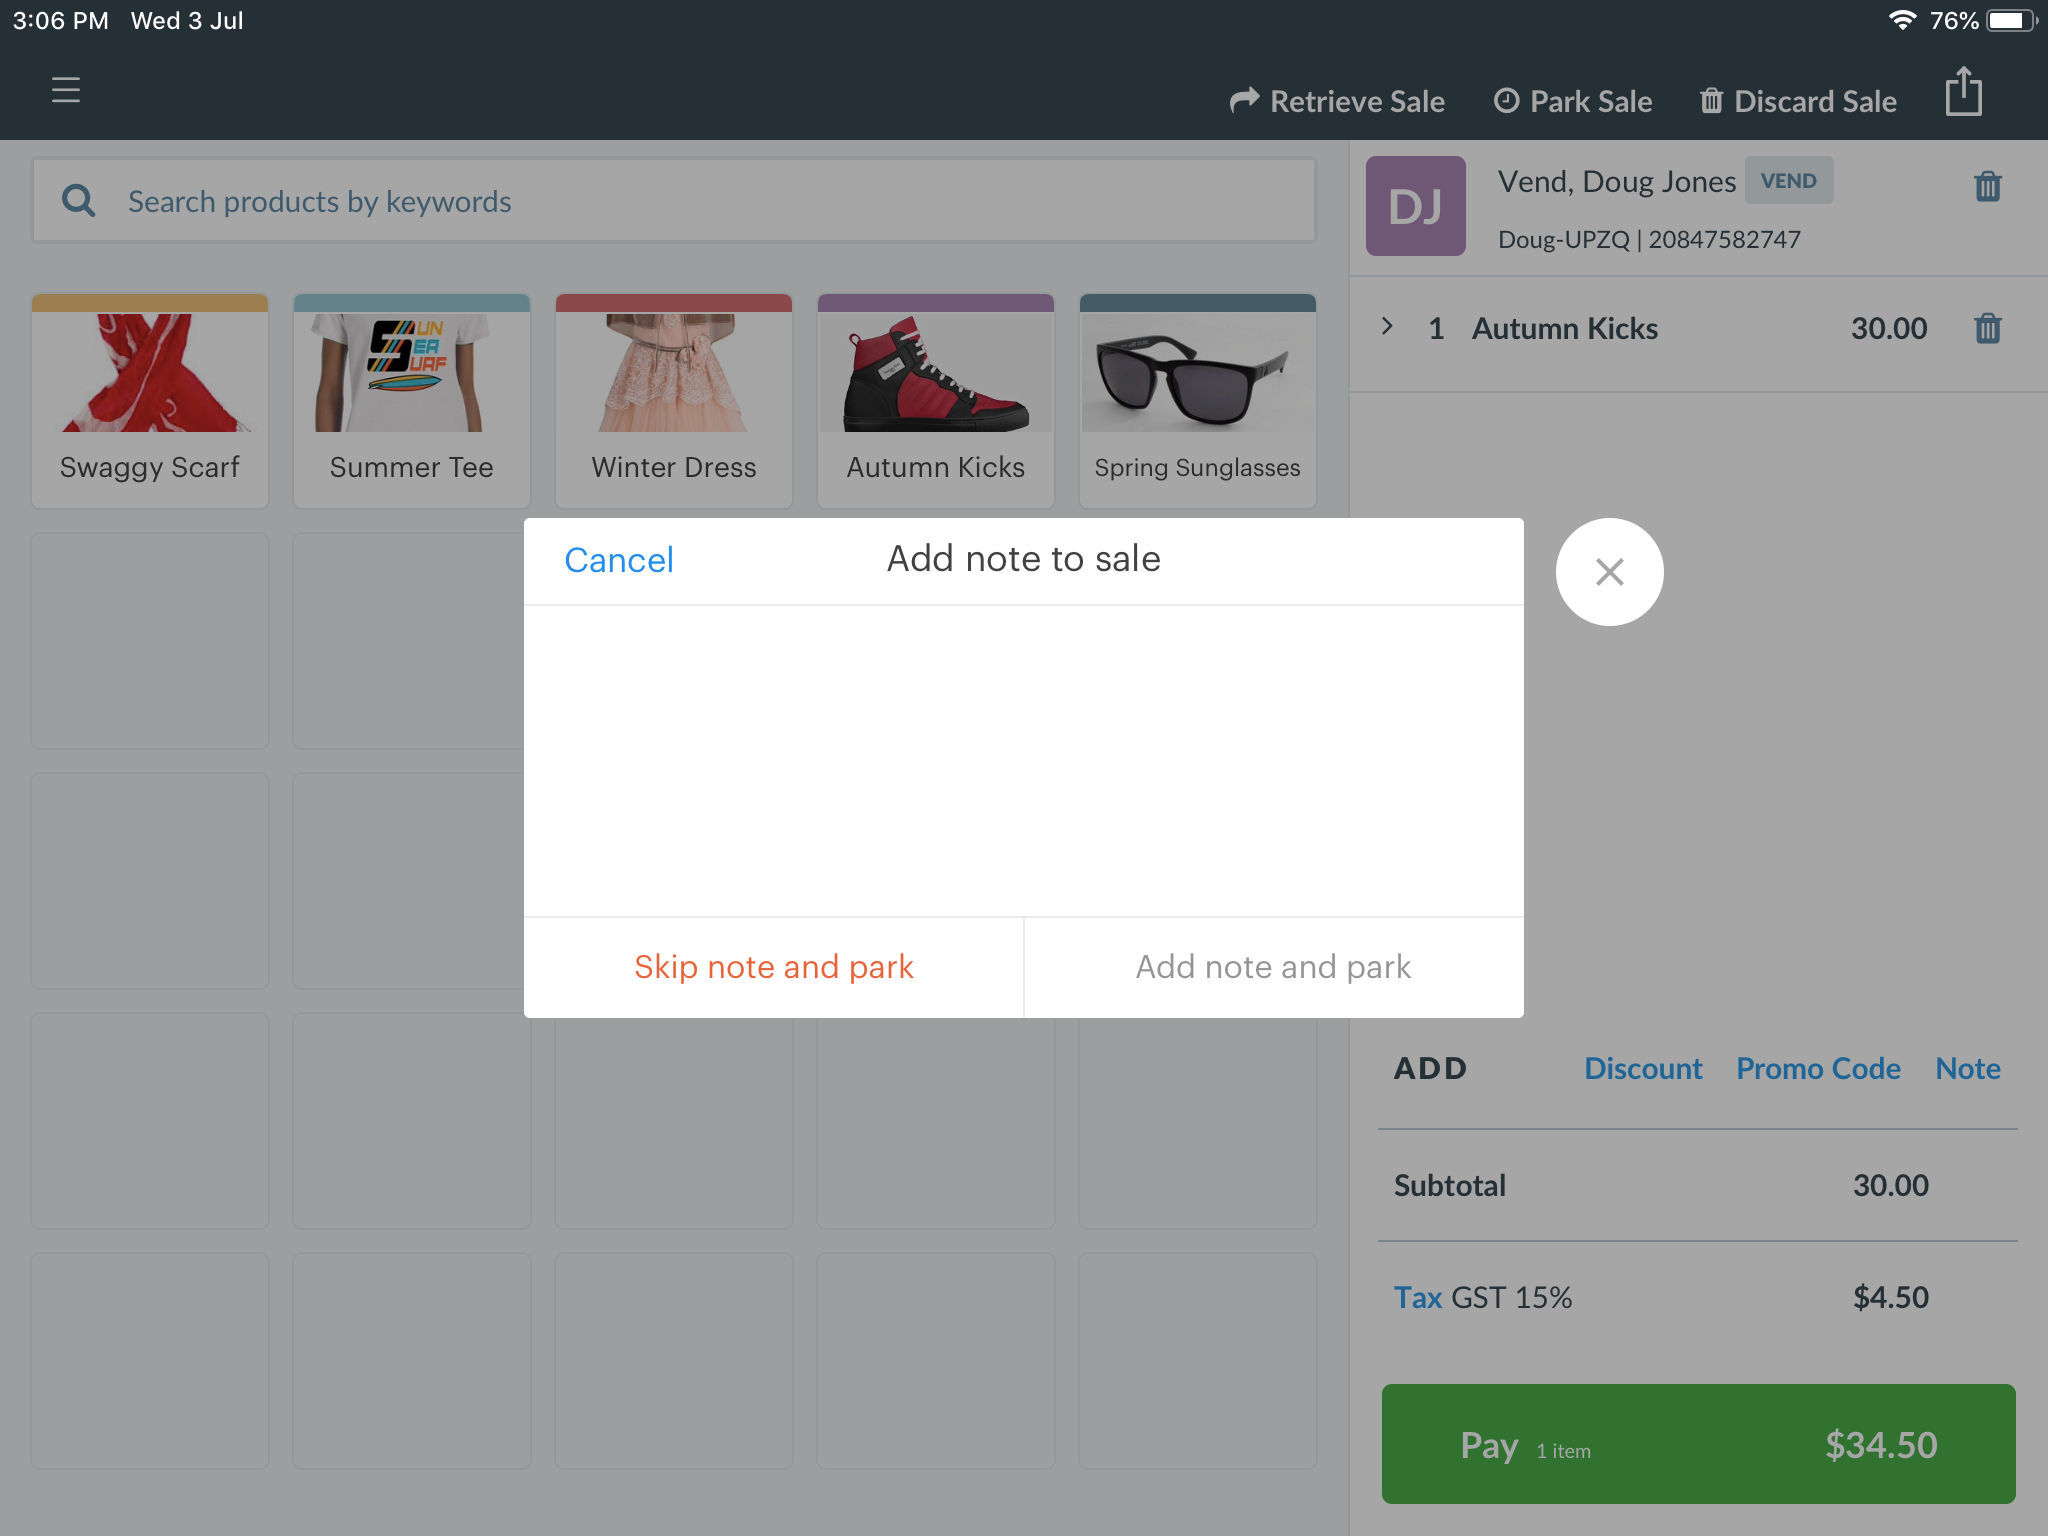 3:06 PM Wed 3 Jul 76%
Retrieve Sale Park Sale Discard Sale
Search products by keywords
DJ
Vend, Doug Jones VEND
Doug-UPZQ | 20847582747
1 Autumn Kicks 30.00
SUN
SEA
SURF
Swaggy Scarf
Summer Tee
Winter Dress
Autumn Kicks
Spring Sunglasses
Cancel Add note to sale
Skip note and park Add note and park
ADD Discount Promo Code Note
Subtotal 30.00
Tax GST 15% $4.50
Pay 1 item $34.50